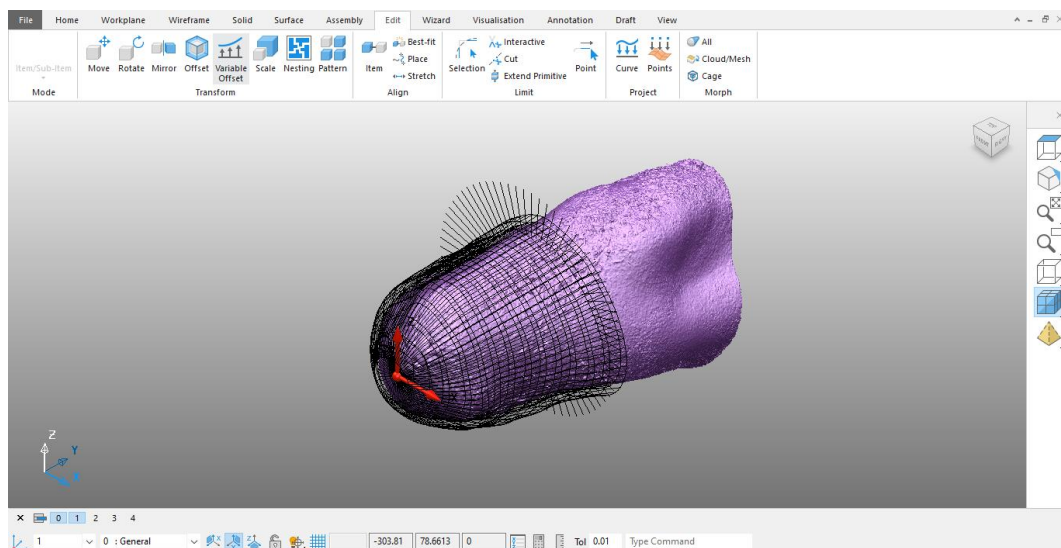 File Home Workplane Wireframe Solid Surface Assembly Edit Wizard Visualisation Annotation Draft View
Item/Sub-item
Mode
Move Rotate Mirror Offset Variable Offset Scale Nesting Pattern
Transform
Item
Best-fit
Place
Stretch
Align
Selection
Interactive
Cut
Extend Primitive
Point
Limit
Curve Points
Project
All
Cloud/Mesh
Cage
Morph
Z
Y
X
0 1 2 3 4
1 0 : General -303.81 78.6613 0 Tol 0.01 Type Command